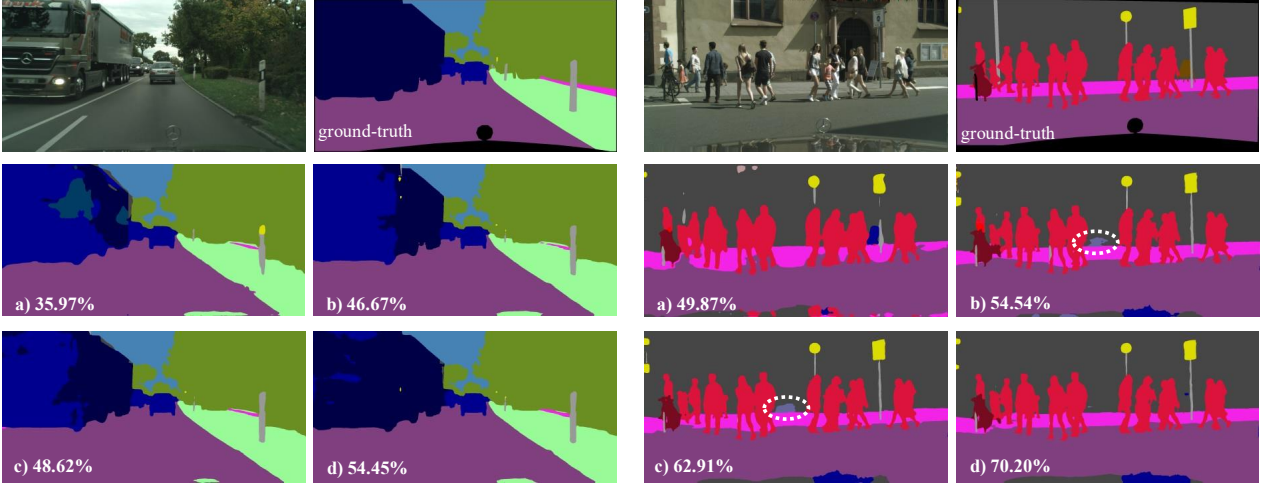 ground-truth
ground-truth
a) 35.97%
b) 46.67%
a) 49.87%
b) 54.54%
c) 48.62%
d) 54.45%
c) 62.91%
d) 70.20%